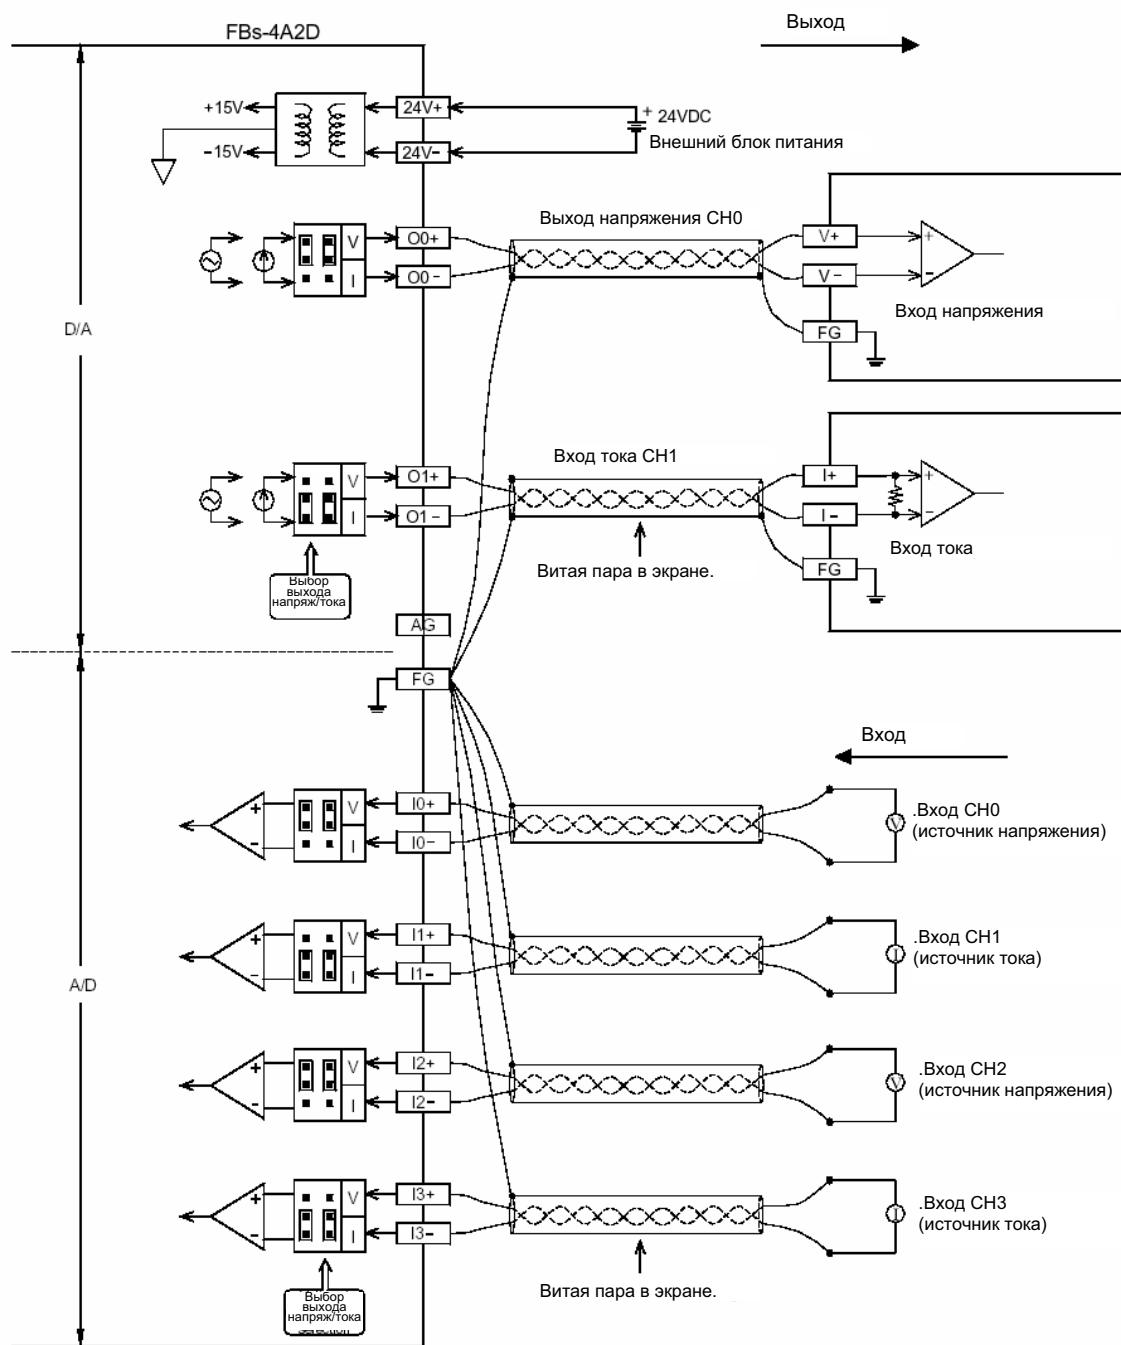 FBs-4A2D
Выход
+15V
24V+
+ 24VDC
-15V
24V-
Внешний блок питания
Выход напряжения CH0
V
O0+
V+
+
I
O0-
V-
-
Вход напряжения
FG
D/A
Вход тока CH1
V
O1+
I+
+
I
O1-
I-
-
Вход тока
Витая пара в экране.
FG
Выбор
выхода
напряж/тока
AG
FG
Вход
+
V
I0+
-
I
I0-
V
.Вход CH0
(источник напряжения)
+
V
I1+
-
I
I1-
I
.Вход CH1
(источник тока)
A/D
+
V
I2+
-
I
I2-
V
.Вход CH2
(источник напряжения)
+
V
I3+
-
I
I3-
I
.Вход CH3
(источник тока)
Витая пара в экране.
Выбор
выхода
напряж/тока